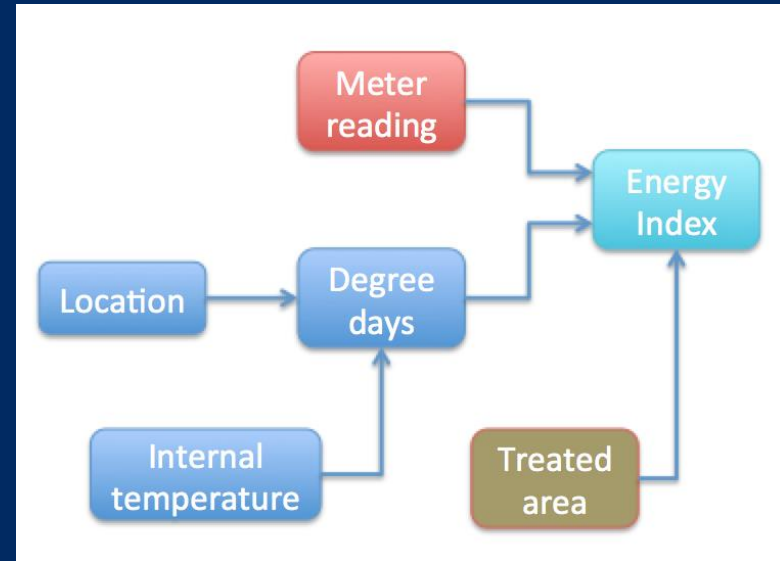 Meter
reading
Energy
Index
Location
Degree
days
Internal
temperature
Treated
area